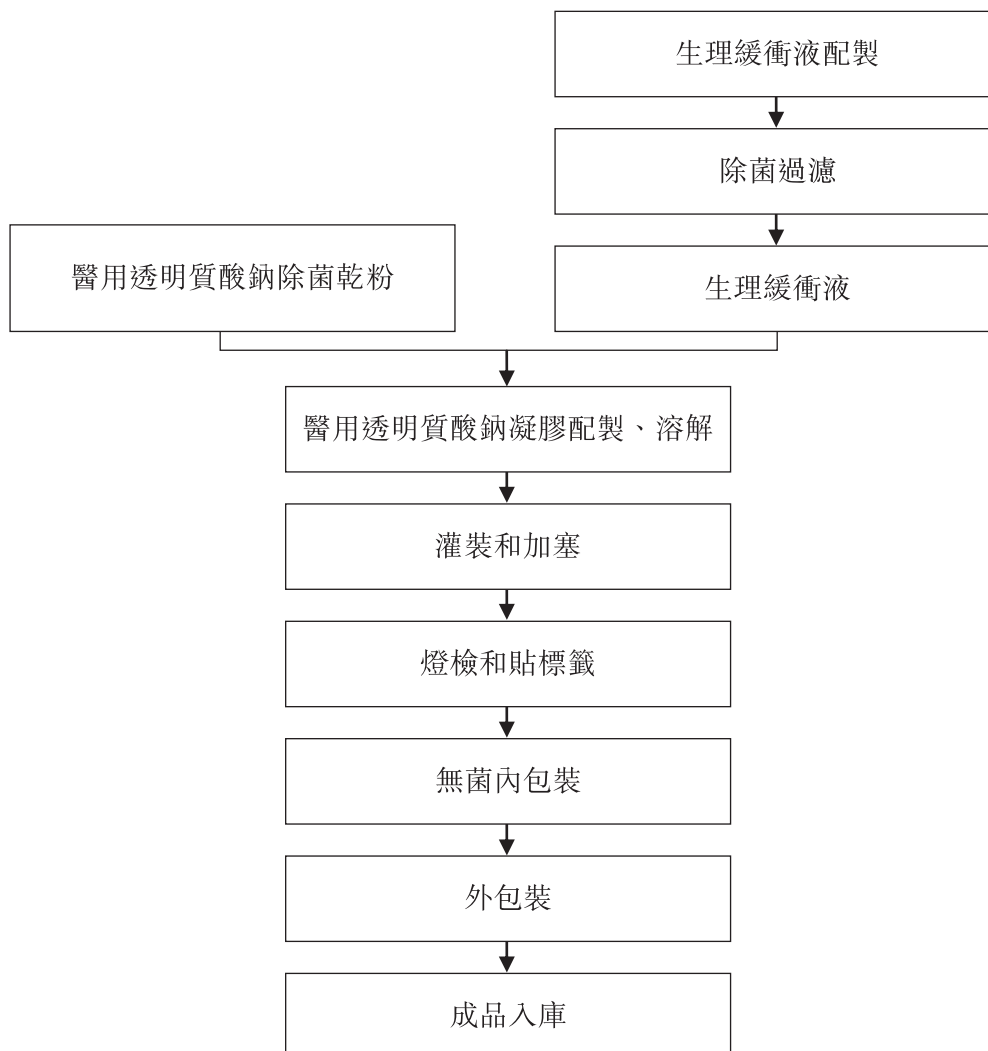 生理緩衝液配製
除菌過濾
醫用透明質酸鈉除菌乾粉
生理緩衝液
醫用透明質酸鈉凝膠配製、溶解
灌裝和加塞
燈檢和貼標籤
無菌內包裝
外包裝
成品入庫